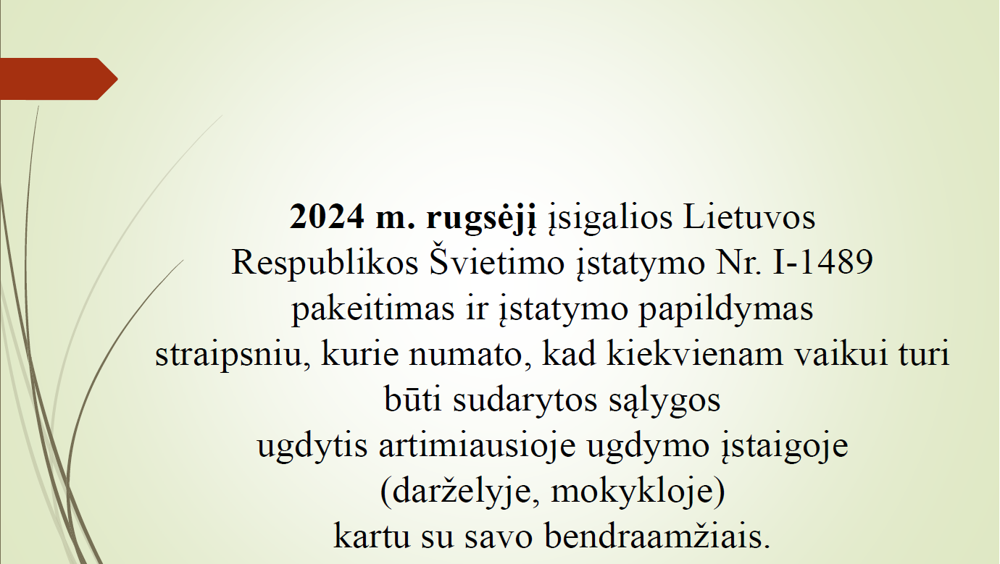 2024 m. rugsėjį įsigalios Lietuvos
Respublikos Švietimo įstatymo Nr. I-1489
pakeitimas ir įstatymo papildymas
straipsniu, kurie numato, kad kiekvienam vaikui turi
būti sudarytos sąlygos
ugdytis artimiausioje ugdymo įstaigoje
(darželyje, mokykloje)
kartu su savo bendraamžiais.